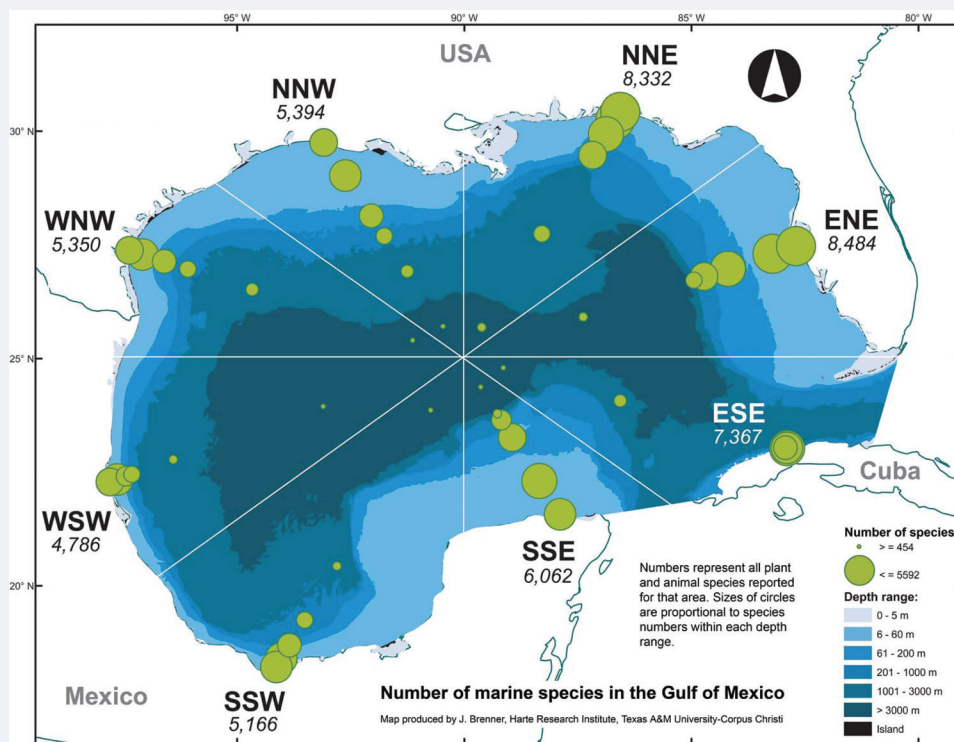 95° W
90° W
85° W
80° W
USA
NNE
8,332
NNW
5,394
30° N
WNW
5,350
ENE
8,484
25° N
ESE
7,367
Cuba
WSW
4,786
SSE
6,062
20° N
Mexico
SSW
5,166
Numbers represent all plant
and animal species reported
for that area. Sizes of circles
are proportional to species
numbers within each depth
range.
Number of species
> = 454
< = 5592
Depth range:
0 - 5 m
6 - 60 m
61 - 200 m
201 - 1000 m
1001 - 3000 m
> 3000 m
Island
Number of marine species in the Gulf of Mexico
Map produced by J. Brenner, Harte Research Institute, Texas A&M University-Corpus Christi